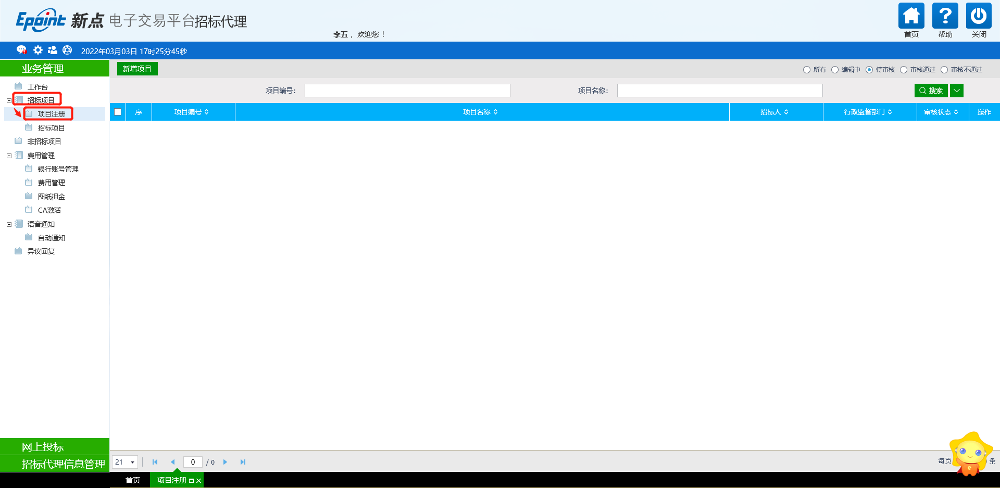 Epoint 新点 电子交易平台招标代理
李五 ， 欢迎您！
首页 帮助 关闭
2022年03月03日 17时25分45秒
业务管理
工作台
招标项目
项目注册
招标项目
非招标项目
费用管理
银行账号管理
费用管理
图纸押金
CA激活
语音通知
自动通知
异议回复
网上投标
招标代理信息管理
新增项目
所有 编辑中 待审核 审核通过 审核不通过
项目编号： 项目名称： 搜索
序 项目编号 项目名称 招标人 行政监督部门 审核状态 操作
21 0 / 0 每页 条
首页 项目注册